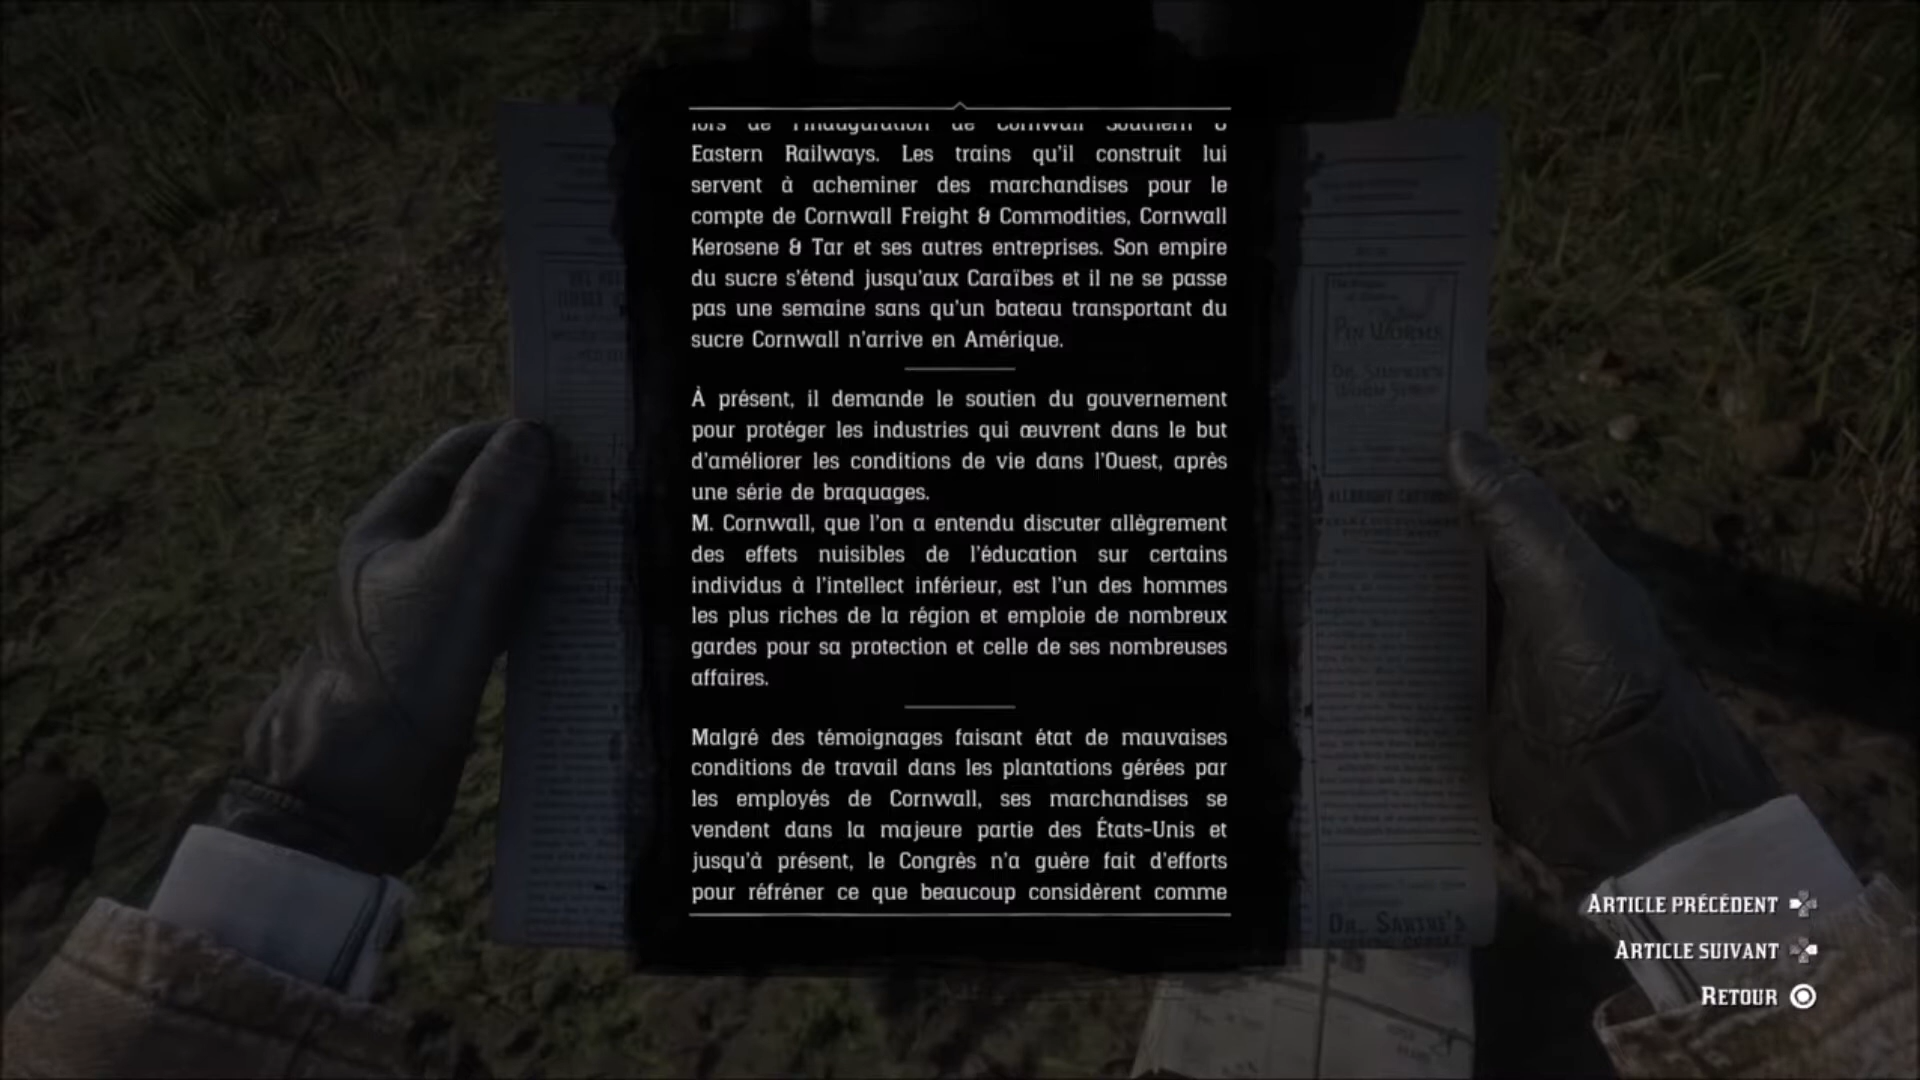 lors de l'inauguration de Cornwall Southern &
Eastern Railways. Les trains qu'il construit lui
servent à acheminer des marchandises pour le
compte de Cornwall Freight & Commodities, Cornwall
Kerosene & Tar et ses autres entreprises. Son empire
du sucre s'étend jusqu'aux Caraïbes et il ne se passe
pas une semaine sans qu'un bateau transportant du
sucre Cornwall n'arrive en Amérique.
À présent, il demande le soutien du gouvernement
pour protéger les industries qui œuvrent dans le but
d'améliorer les conditions de vie dans l'Ouest, après
une série de braquages.
M. Cornwall, que l'on a entendu discuter allègrement
des effets nuisibles de l'éducation sur certains
individus à l'intellect inférieur, est l'un des hommes
les plus riches de la région et emploie de nombreux
gardes pour sa protection et celle de ses nombreuses
affaires.
Malgré des témoignages faisant état de mauvaises
conditions de travail dans les plantations gérées par
les employés de Cornwall, ses marchandises se
vendent dans la majeure partie des États-Unis et
jusqu'à présent, le Congrès n'a guère fait d'efforts
pour réfréner ce que beaucoup considèrent comme
PIN WORMS
ARTICLE PRÉCÉDENT
ARTICLE SUIVANT
RETOUR